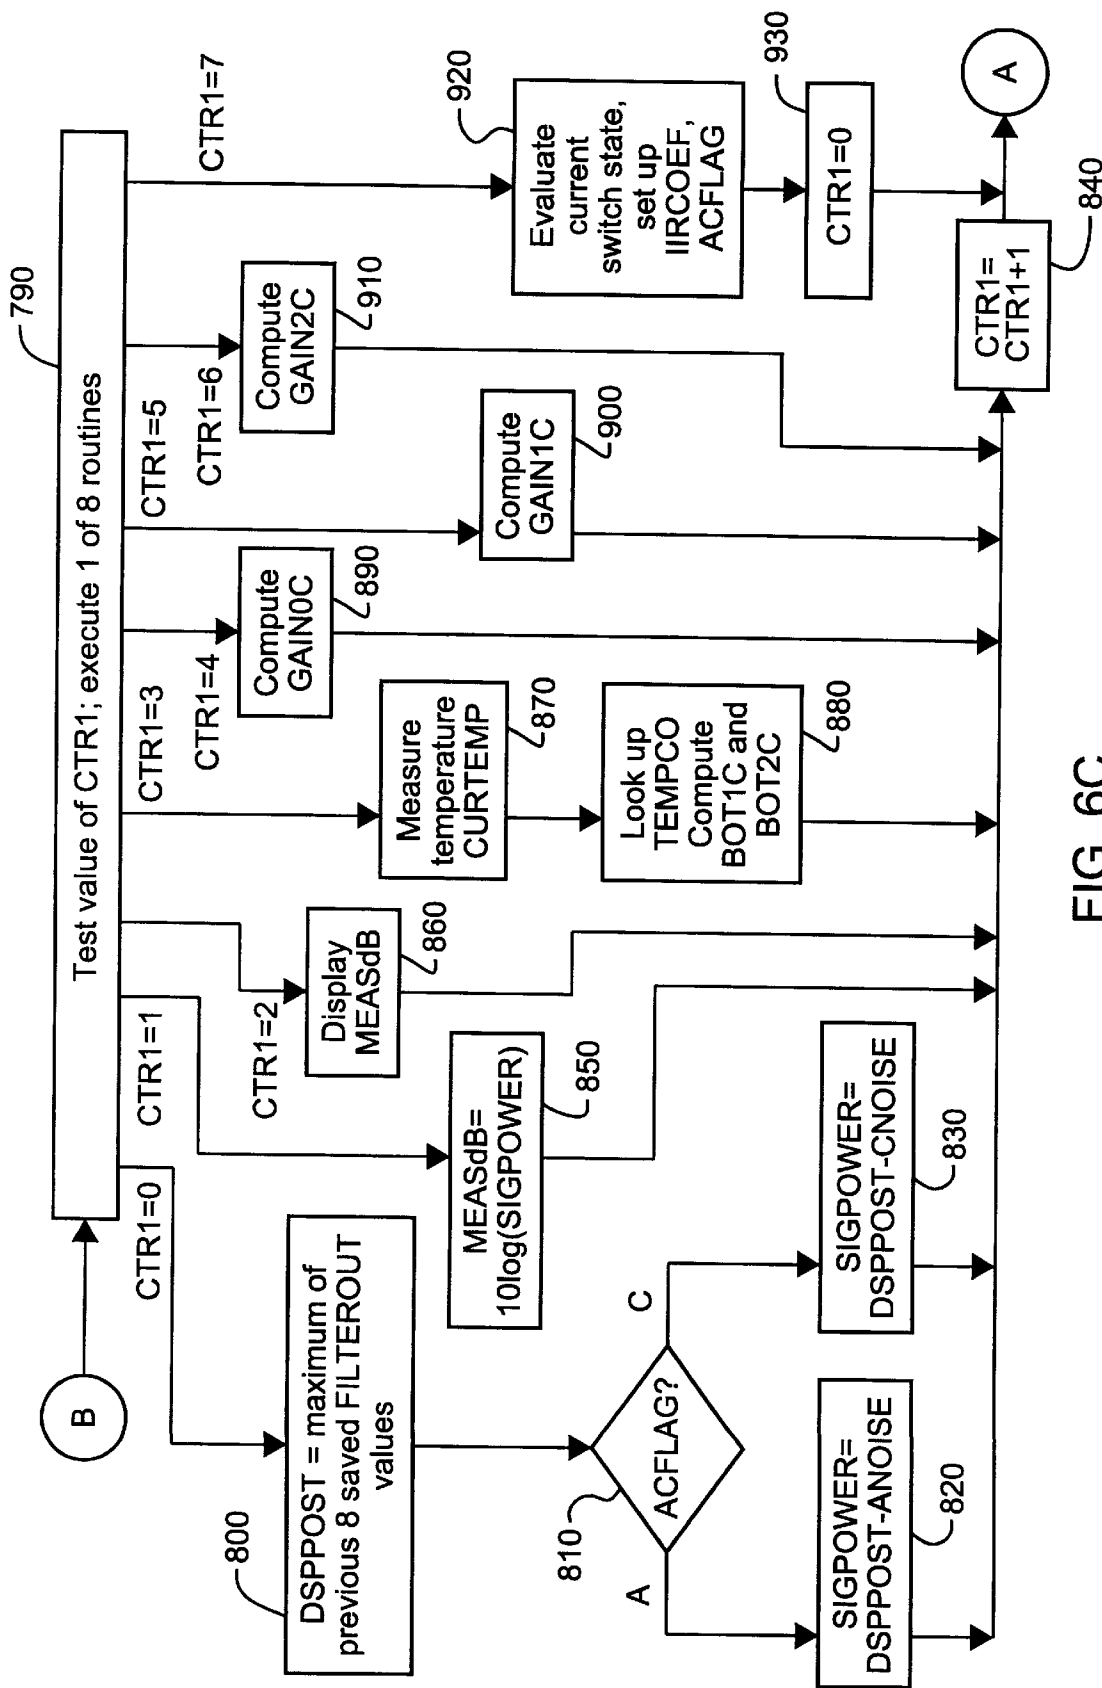 B
790
Test value of CTR1; execute 1 of 8 routines
CTR1=0
CTR1=1
CTR1=2
CTR1=3
CTR1=4
CTR1=5
CTR1=6
CTR1=7
800
DSPPOST = maximum of
previous 8 saved FILTEROUT
values
810
ACFLAG?
A
C
SIGPOWER=
DSPPOST-ANOISE
820
SIGPOWER=
DSPPOST-CNOISE
830
MEASdB=
10log(SIGPOWER)
850
Display
MEASdB
860
Measure
temperature
CURTEMP
870
Look up
TEMPCO
Compute
BOT1C and
BOT2C
880
Compute
GAIN0C
890
Compute
GAIN1C
900
Compute
GAIN2C
910
920
Evaluate
current
switch state,
set up
IIRCOEF,
ACFLAG
930
CTR1=0
CTR1=
CTR1+1
840
A
FIG. 6C